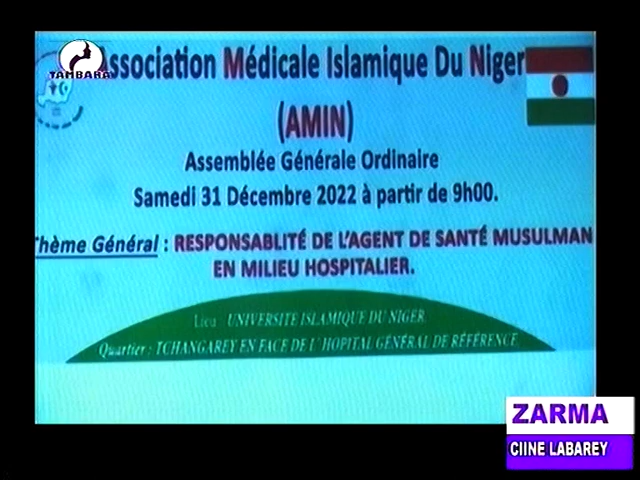 TAMBARA
Association Médicale Islamique Du Niger
(AMIN)
Assemblée Générale Ordinaire
Samedi 31 Décembre 2022 à partir de 9h00.
Thème Général : RESPONSABLITÉ DE L'AGENT DE SANTÉ MUSULMAN
EN MILIEU HOSPITALIER.
Lieu UNIVERSITE ISLAMIQUE DU NIGER.
Quartier : TCHANGAREY EN FACE DE L'HOPITAL GÉNÉRAL DE RÉFÉRENCE.
ZARMA
CIINE LABAREY